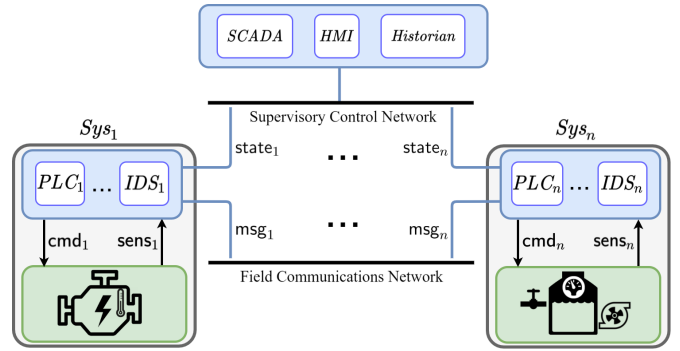 SCADA HMI Historian
Supervisory Control Network
Sys₁ Sysₙ
state₁ ... stateₙ
PLC₁ ... IDS₁ PLCₙ ... IDSₙ
msg₁ ... msgₙ
cmd₁ sens₁ cmdₙ sensₙ
Field Communications Network